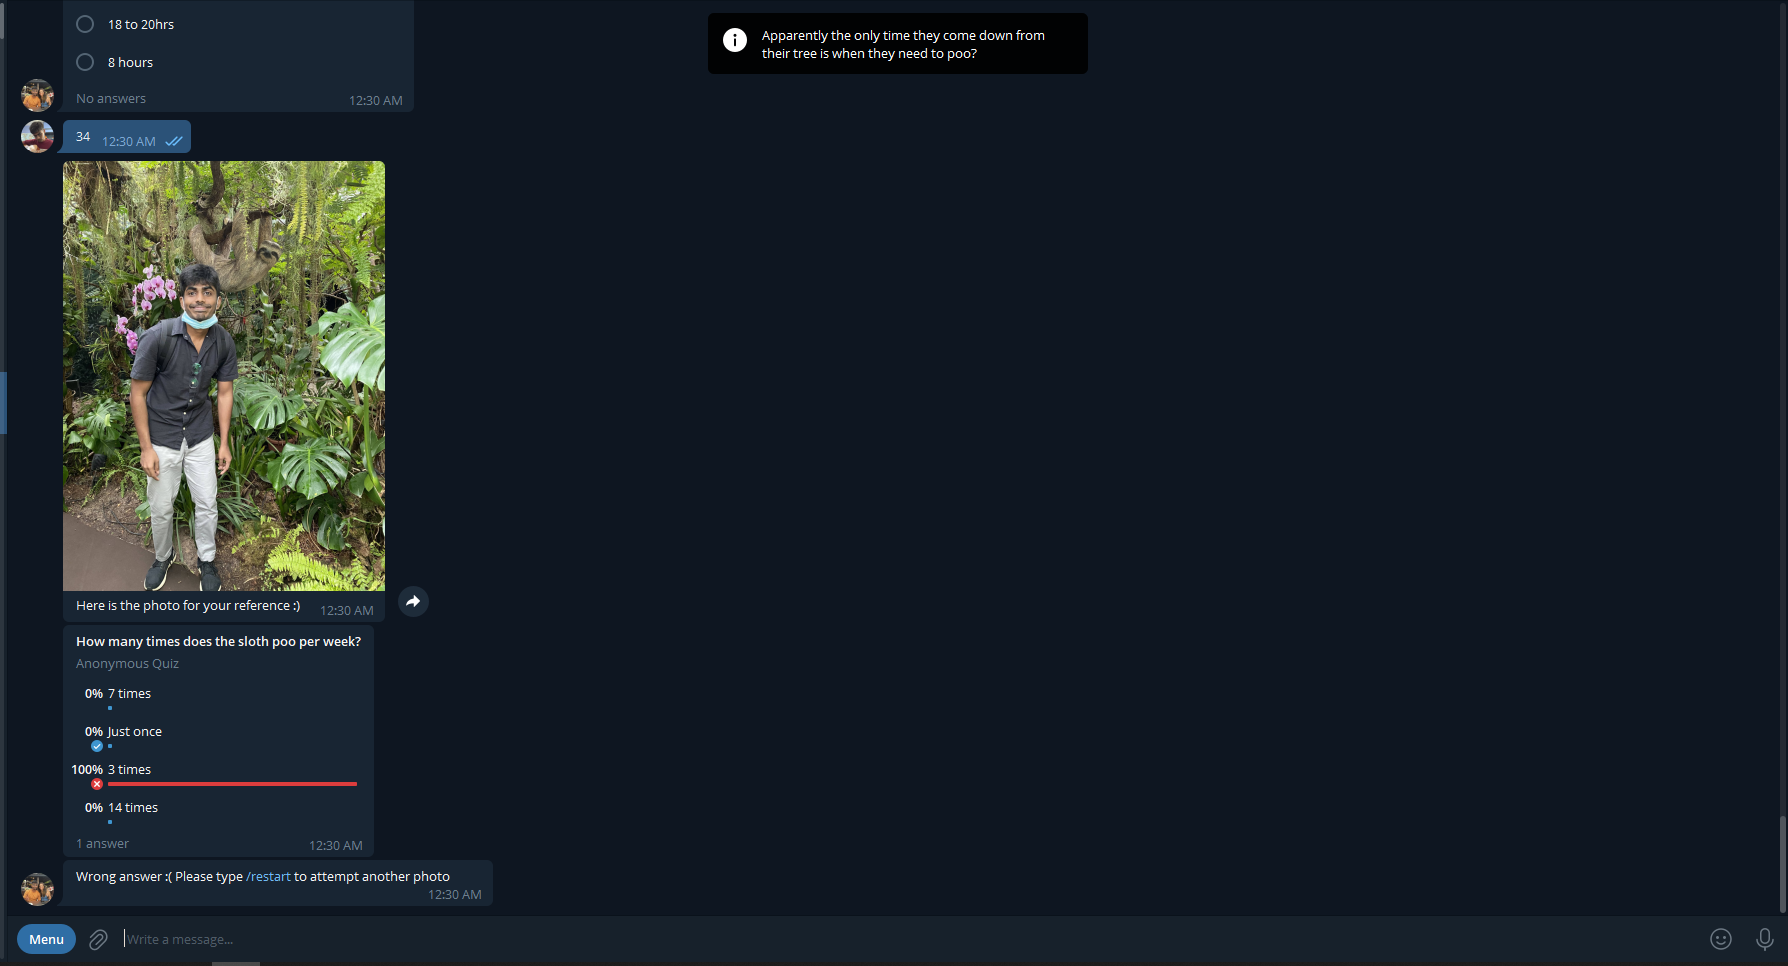 18 to 20hrs
8 hours
No answers
12:30 AM
Apparently the only time they come down from
their tree is when they need to poo?
34
12:30 AM
Here is the photo for your reference :)
12:30 AM
How many times does the sloth poo per week?
Anonymous Quiz
0% 7 times
0% Just once
100% 3 times
0% 14 times
1 answer
12:30 AM
Wrong answer :( Please type /restart to attempt another photo
12:30 AM
Menu
Write a message...